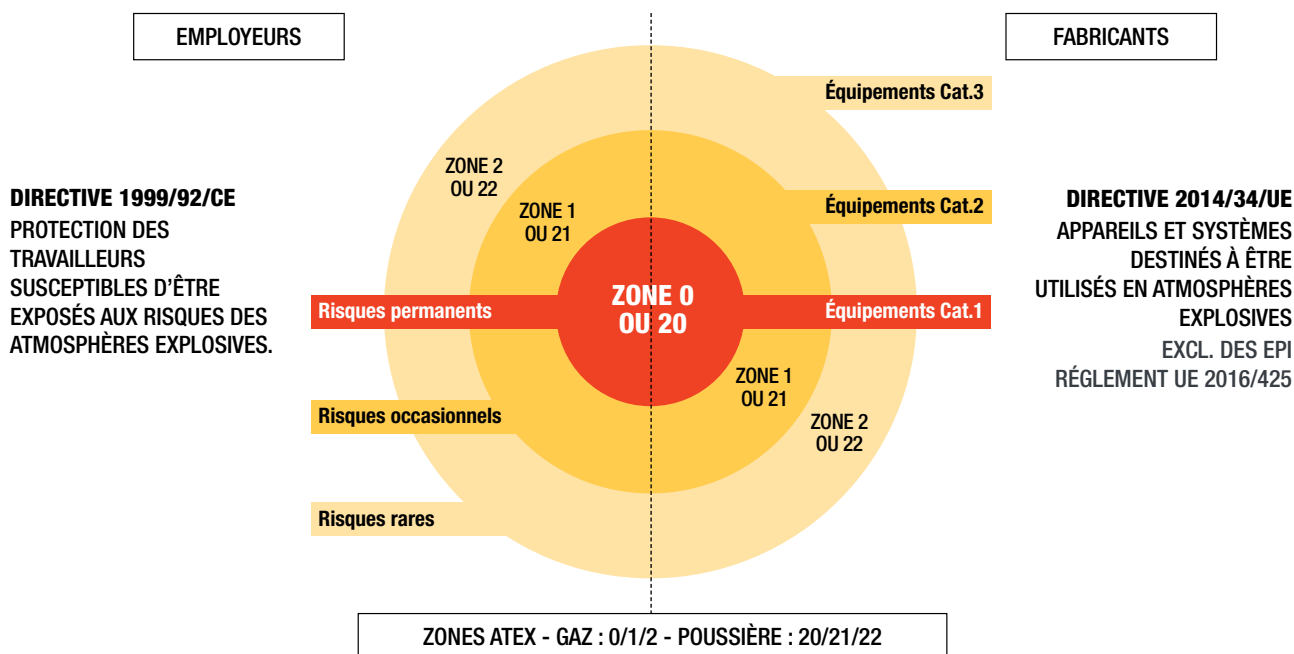 EMPLOYEURS
FABRICANTS
DIRECTIVE 1999/92/CE
PROTECTION DES
TRAVAILLEURS
SUSCEPTIBLES D'ÊTRE
EXPOSÉS AUX RISQUES DES
ATMOSPHÈRES EXPLOSIVES.
ZONE 2
OU 22
ZONE 1
OU 21
Risques permanents
Risques occasionnels
Risques rares
ZONE 0
OU 20
Équipements Cat.3
Équipements Cat.2
Équipements Cat.1
ZONE 1
OU 21
ZONE 2
OU 22
DIRECTIVE 2014/34/UE
APPAREILS ET SYSTÈMES
DESTINÉS À ÊTRE
UTILISÉS EN ATMOSPHÈRES
EXPLOSIVES
EXCL. DES EPI
RÉGLEMENT UE 2016/425
ZONES ATEX - GAZ : 0/1/2 - POUSSIÈRE : 20/21/22